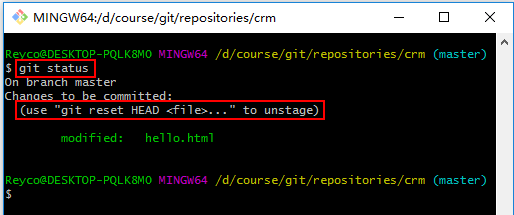 MINGW64:/d/course/git/repositories/crm
Reyco@DESKTOP-PQLK8MO MINGW64 /d/course/git/repositories/crm (master)
$ git status
On branch master
Changes to be committed:
(use "git reset HEAD <file>..." to unstage)
modified: hello.html
Reyco@DESKTOP-PQLK8MO MINGW64 /d/course/git/repositories/crm (master)
$